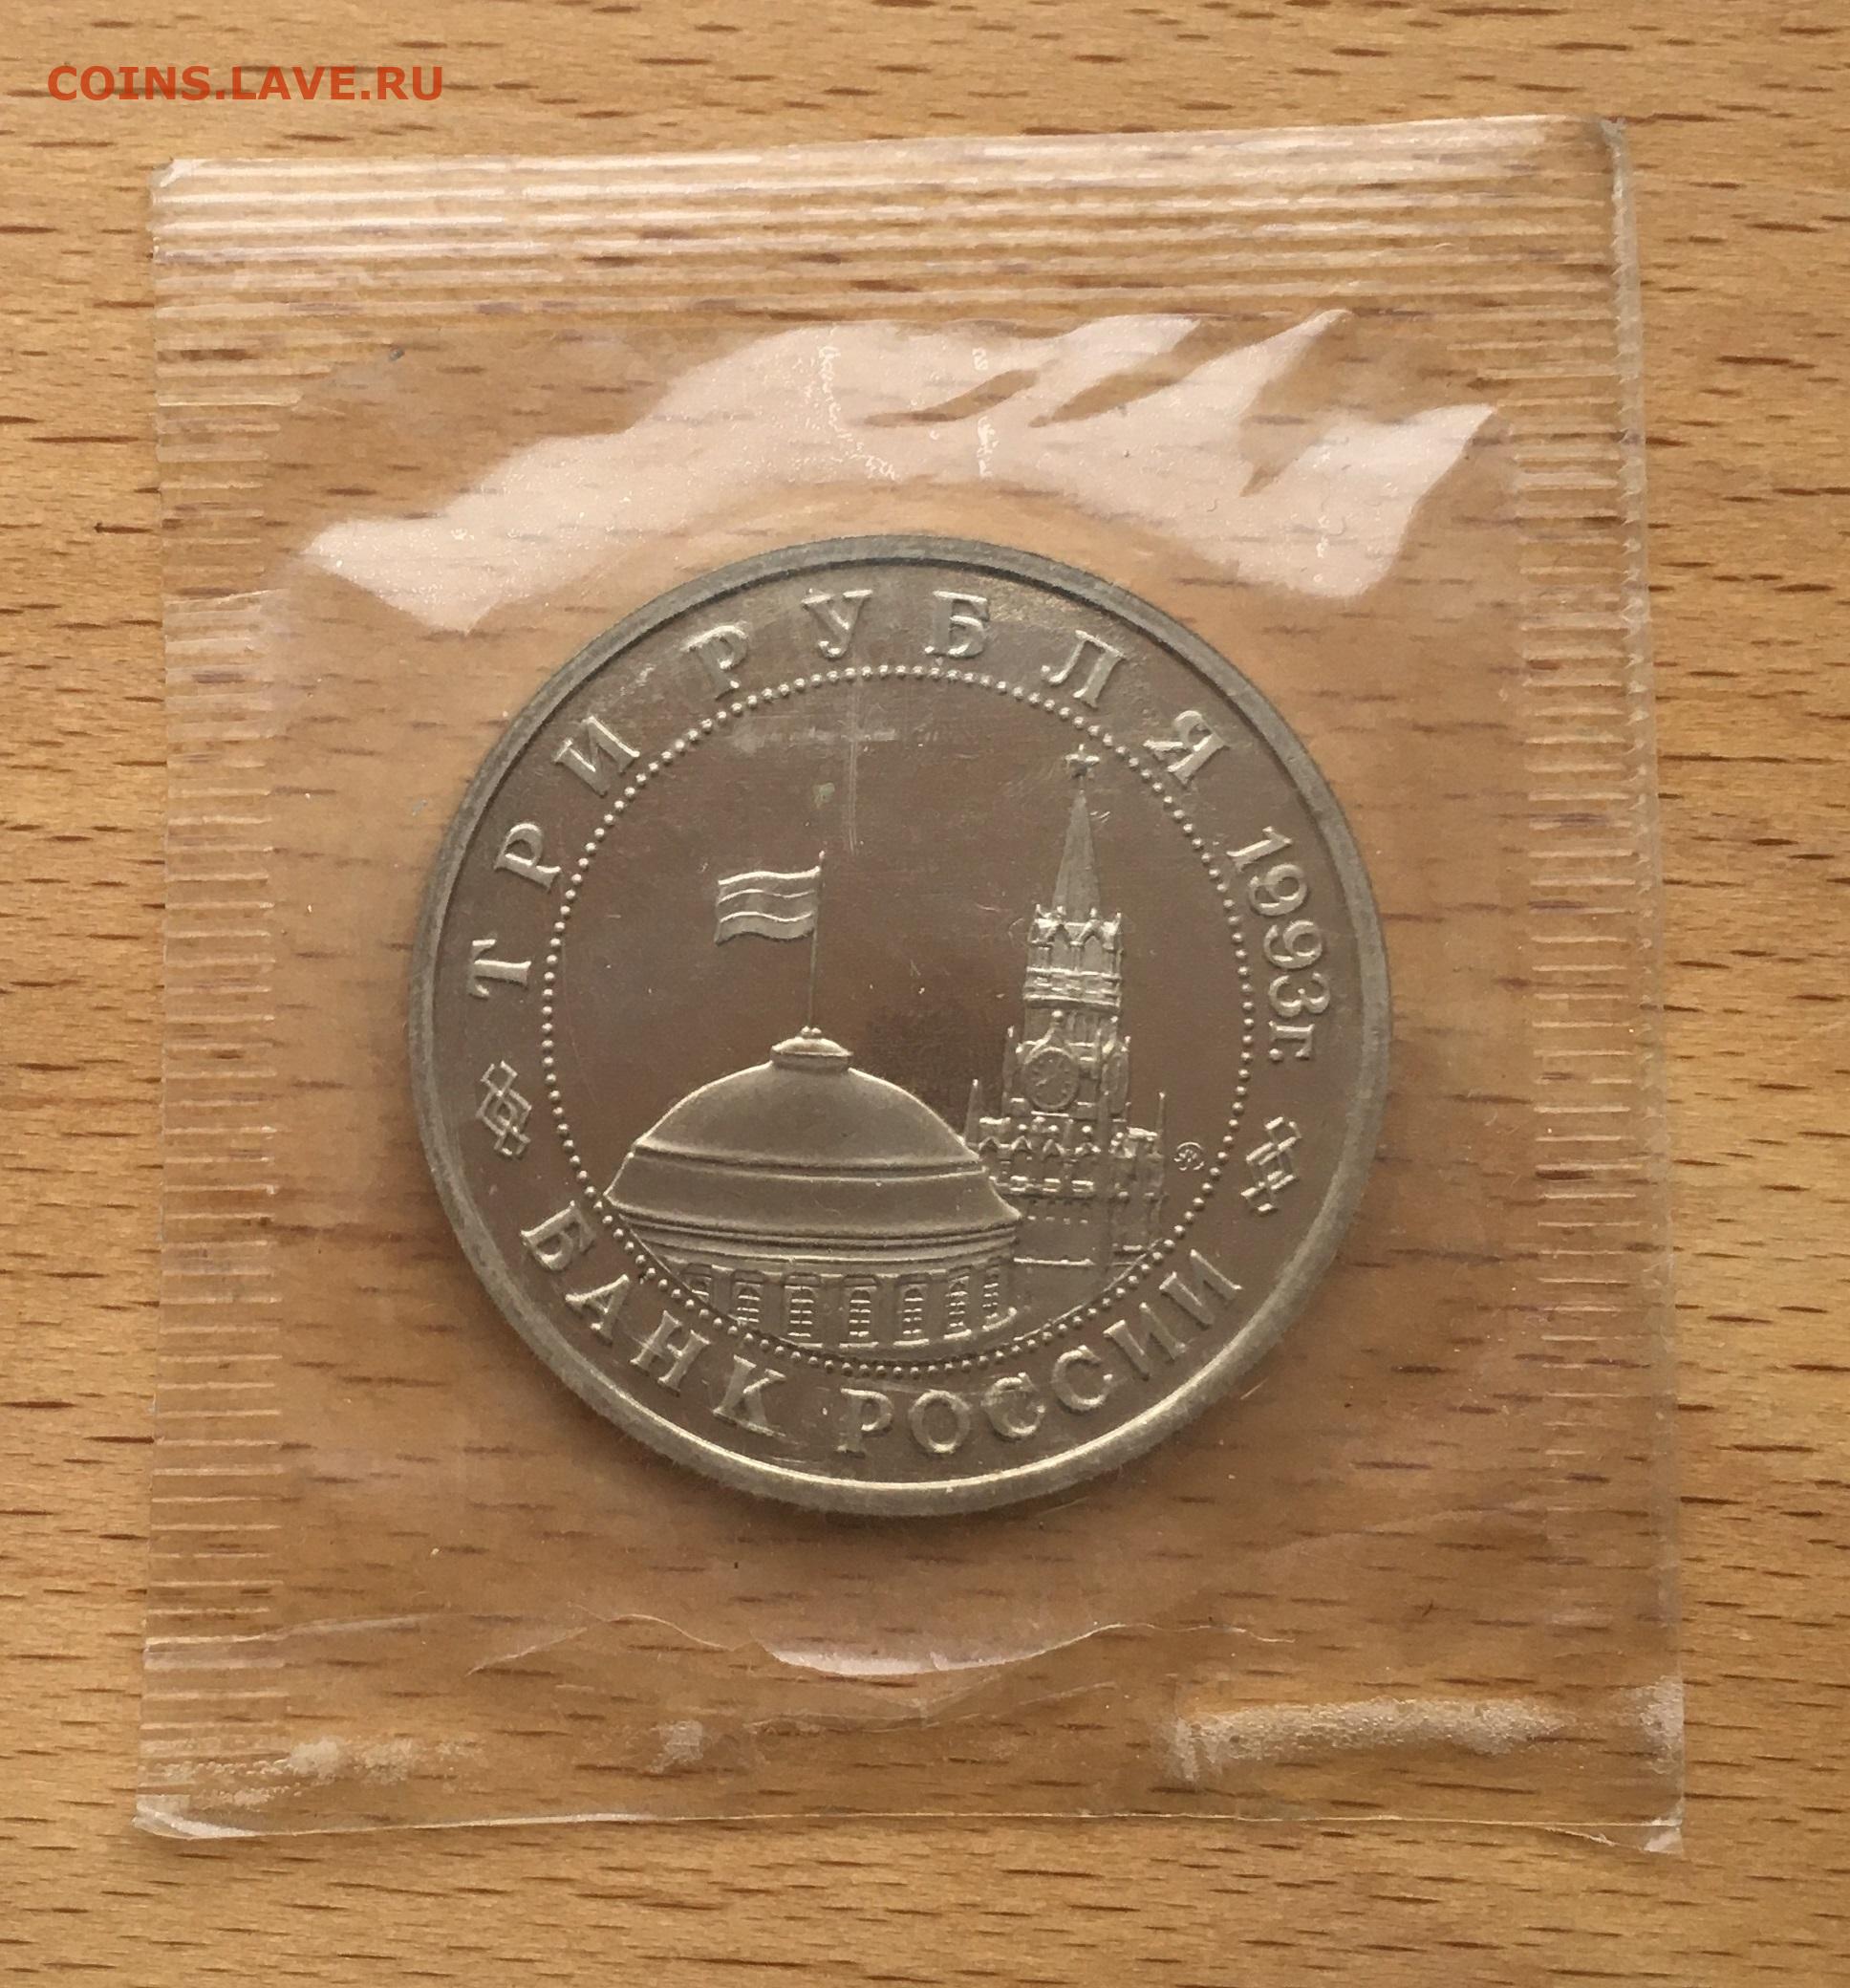 COINS.LAVE.RU
ТРИ РУБЛЯ 1993г.
БАНК РОССИИ